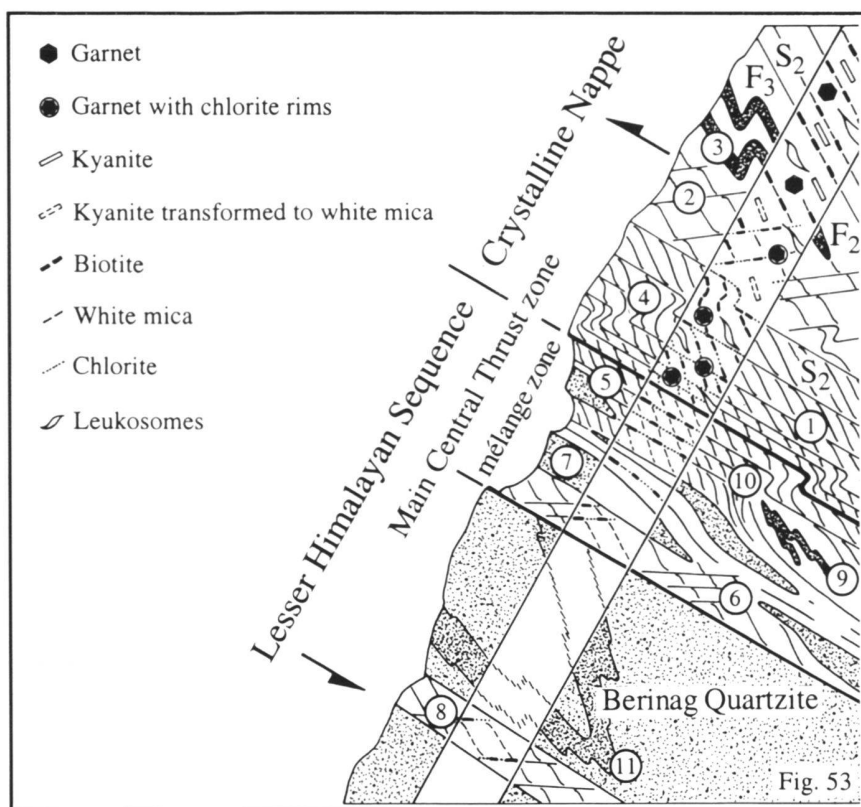 Garnet
Garnet with chlorite rims
Kyanite
Kyanite transformed to white mica
Biotite
White mica
Chlorite
Leukosomes
Crystalline Nappe
Main Central Thrust zone
mélange zone
Lesser Himalayan Sequence
S2
F3
3
2
F2
4
S2
5
1
7
10
9
6
Berinag Quartzite
8
11
Fig. 53